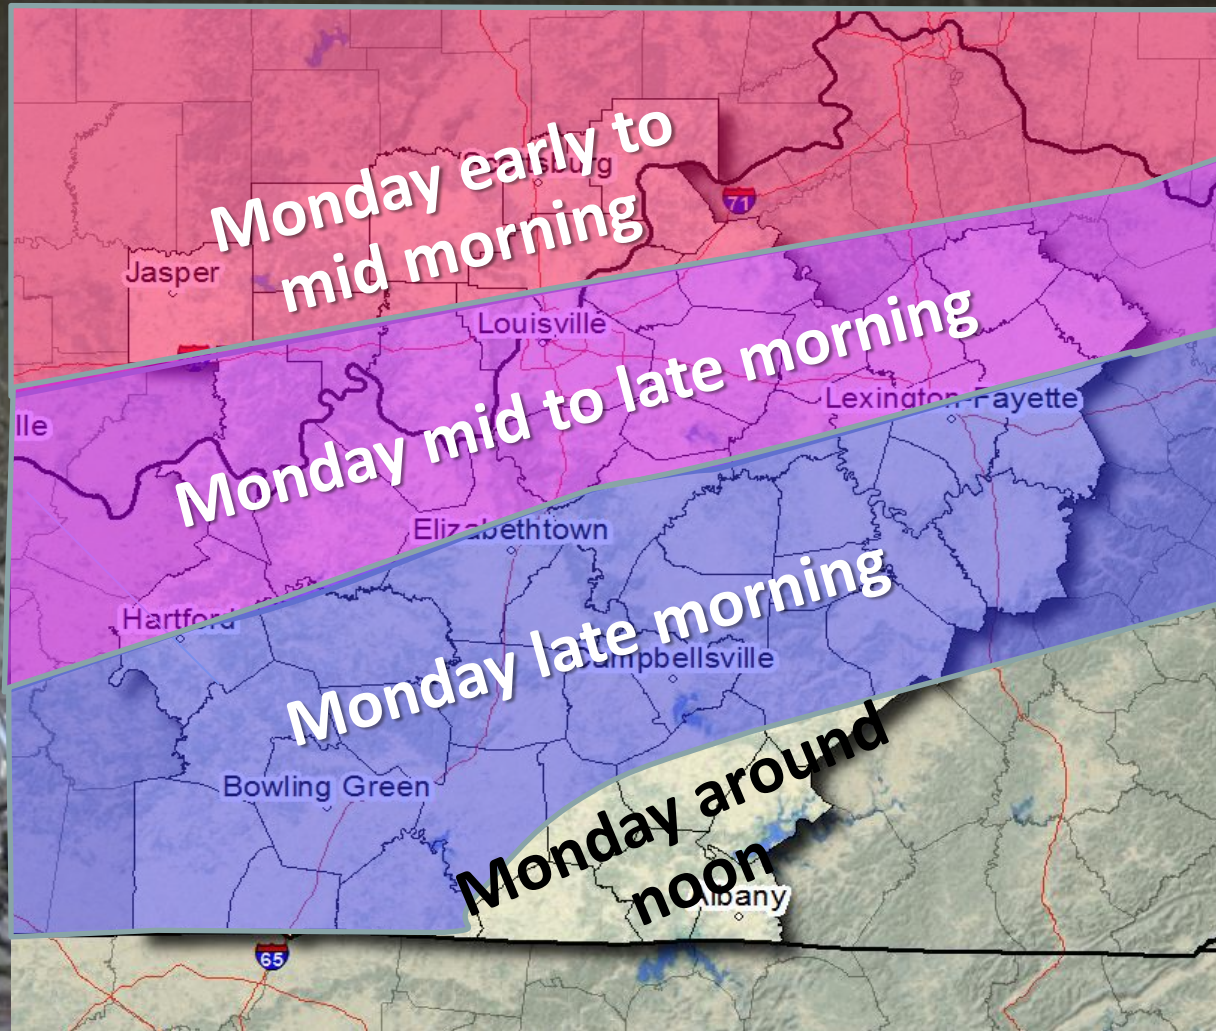 Monday early to
mid morning
71
Jasper
Louisville
Monday mid to late morning
Lexington-Fayette
lle
Elizabethtown
Hartford
Monday late morning
Campbellsville
Bowling Green
Monday around
noon
Albany
65